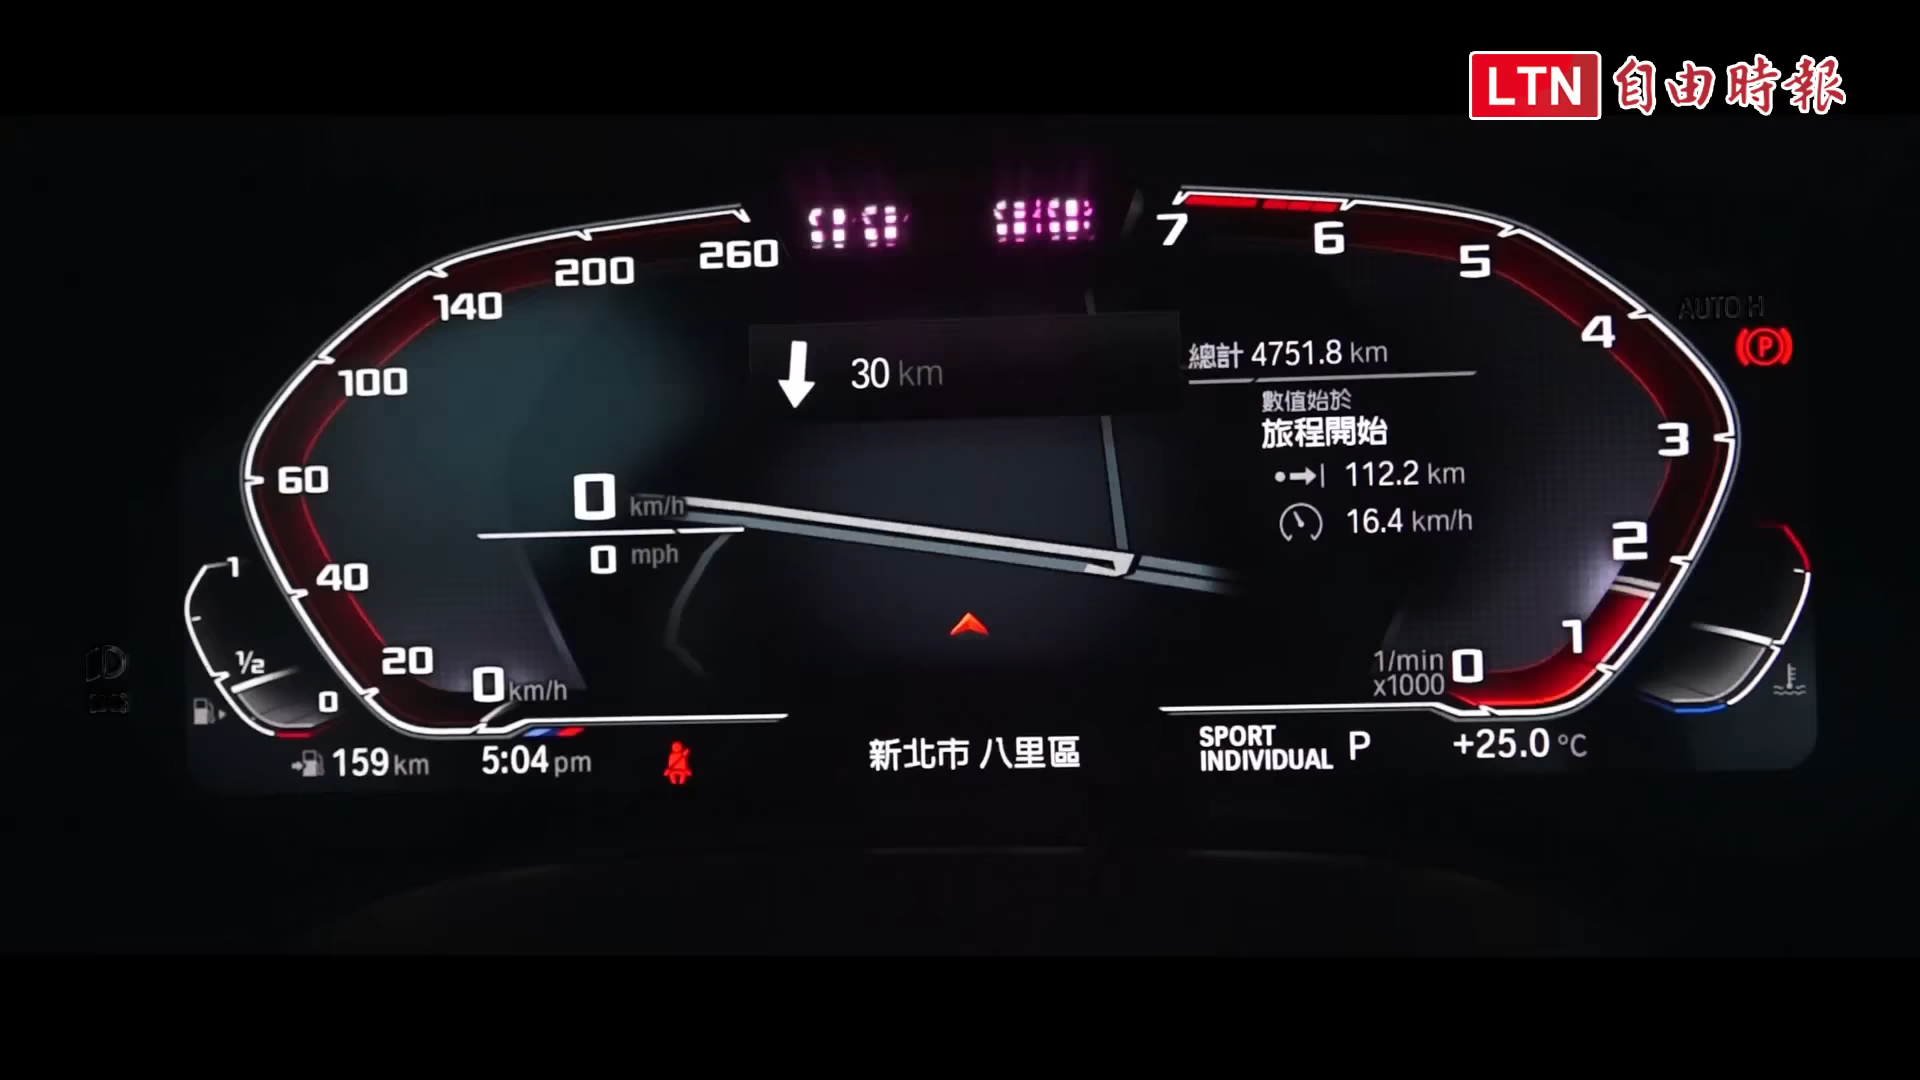 LTN 自由時報
260
200
140
100
60
40
20
0 km/h
0 km/h
0 mph
30 km
總計 4751.8 km
數值始於
旅程開始
112.2 km
16.4 km/h
7
6
5
4
3
2
1
0
1/min
x1000
AUTO H
P
1
½
0
159 km
5:04 pm
新北市 八里區
SPORT
INDIVIDUAL
P
+25.0 °C